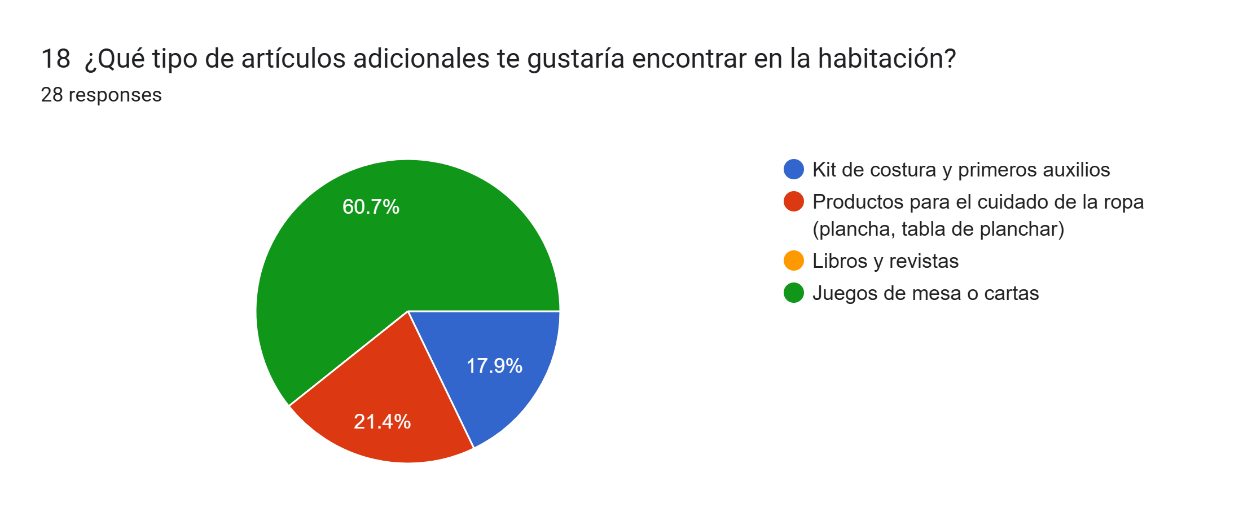 18  ¿Qué tipo de artículos adicionales te gustaría encontrar en la habitación?
28 responses
60.7%
17.9%
21.4%
Kit de costura y primeros auxilios
Productos para el cuidado de la ropa
(plancha, tabla de planchar)
Libros y revistas
Juegos de mesa o cartas